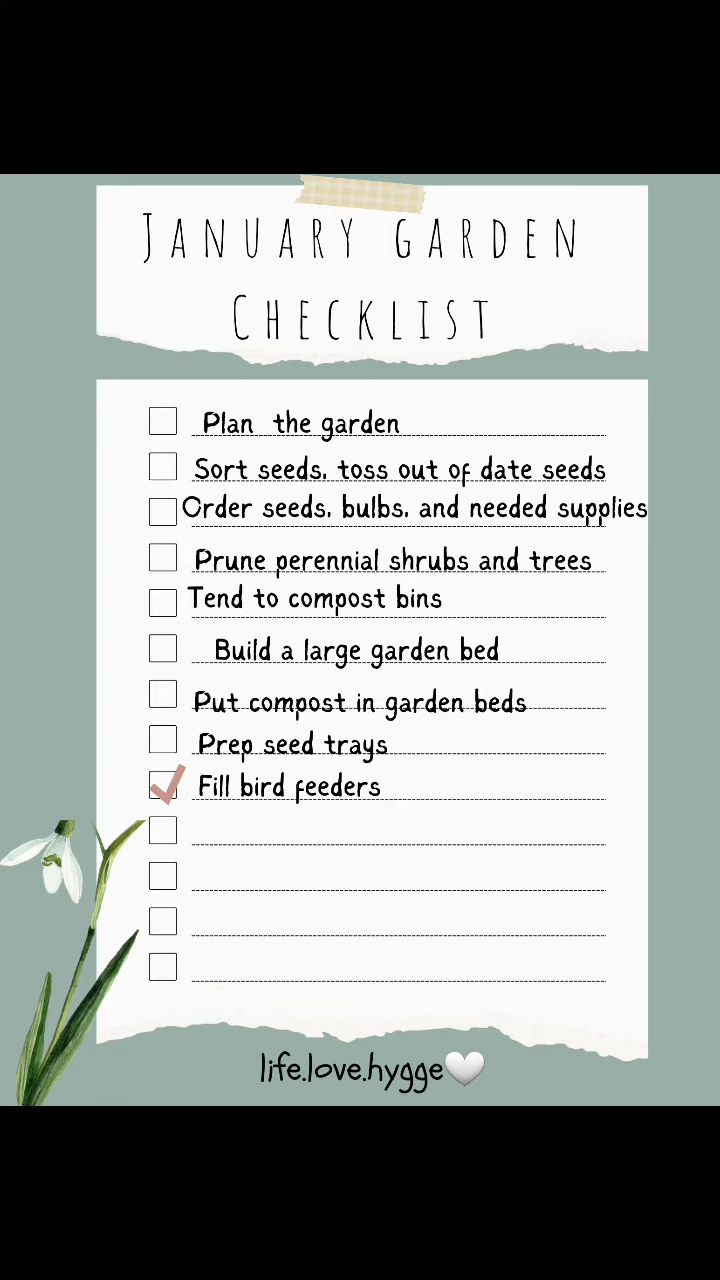 JANUARY GARDEN
CHECKLIST
Plan the garden
Sort seeds, toss out of date seeds
Order seeds, bulbs, and needed supplies
Prune perennial shrubs and trees
Tend to compost bins
Build a large garden bed
Put compost in garden beds
Prep seed trays
Fill bird feeders
life.love.hygge🤍